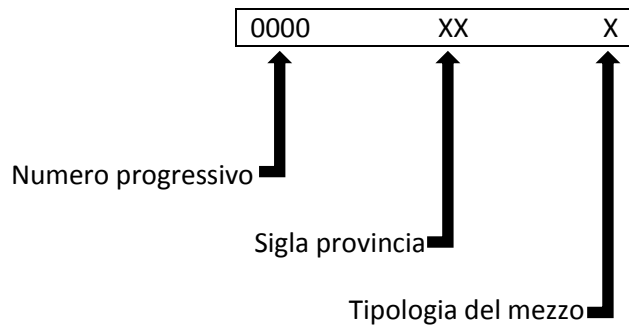 0000 XX X
Numero progressivo
Sigla provincia
Tipologia del mezzo